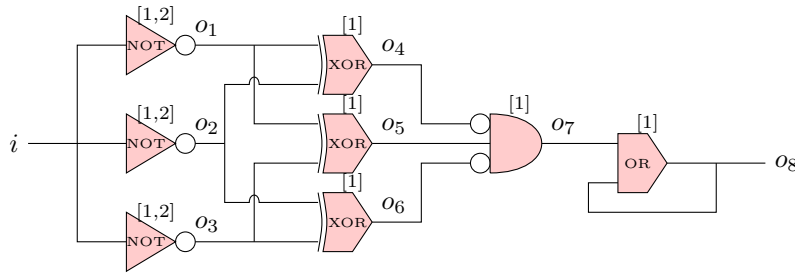 [1,2]
NOT
o1
[1]
XOR
o4
i
[1,2]
NOT
o2
[1]
XOR
o5
[1]
o7
[1]
OR
o8
[1,2]
NOT
o3
[1]
XOR
o6